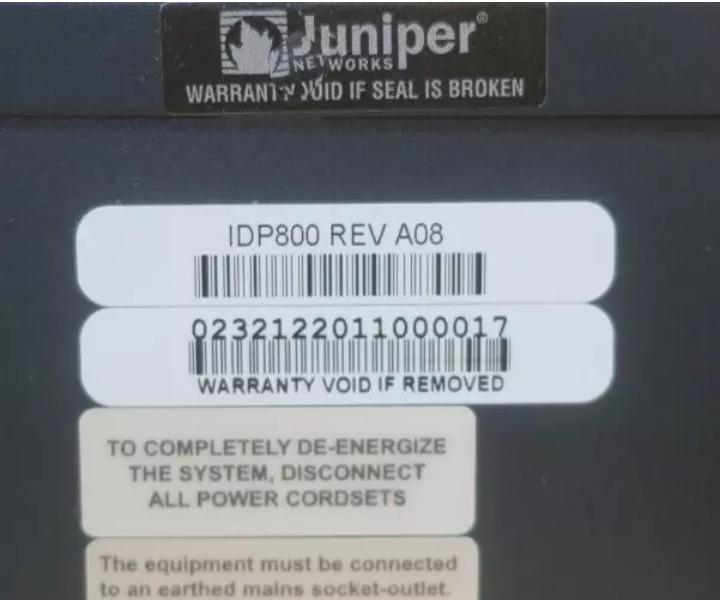 Juniper®
NETWORKS
WARRANTY VOID IF SEAL IS BROKEN
IDP800 REV A08
0232122011000017
WARRANTY VOID IF REMOVED
TO COMPLETELY DE-ENERGIZE
THE SYSTEM, DISCONNECT
ALL POWER CORDSETS
The equipment must be connected
to an earthed mains socket-outlet.